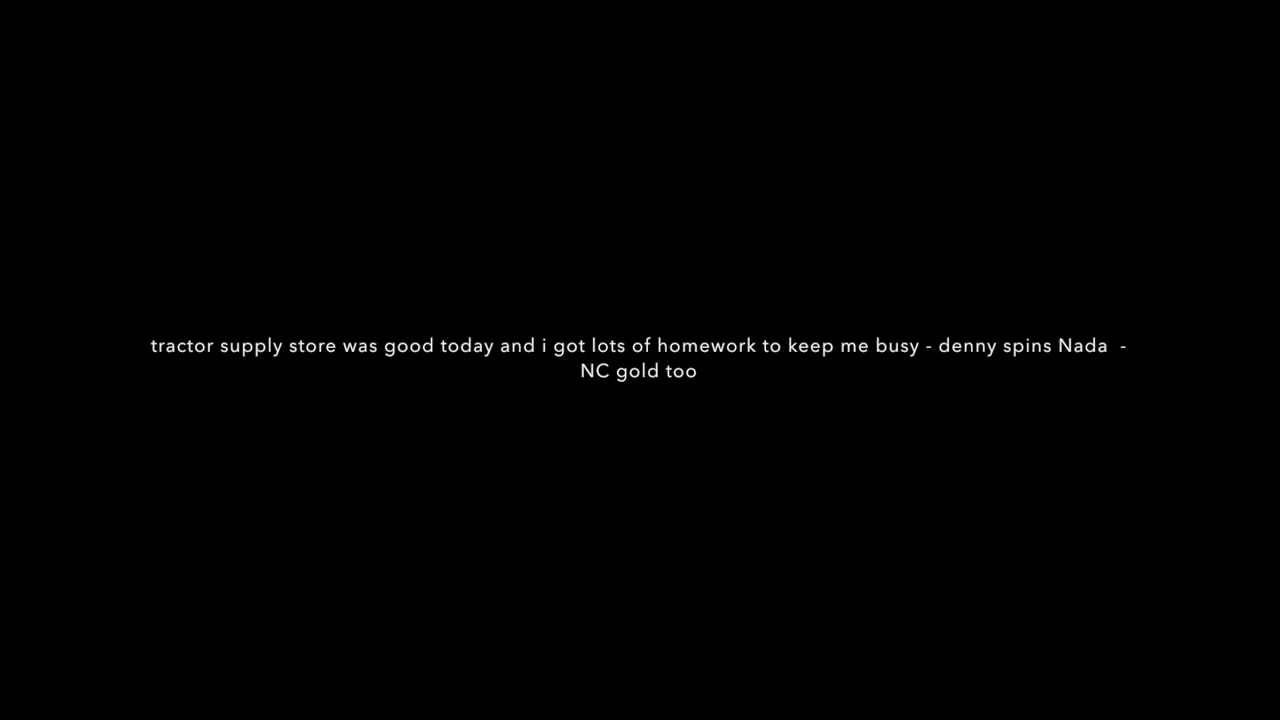 tractor supply store was good today and i got lots of homework to keep me busy - denny spins Nada  -
NC gold too